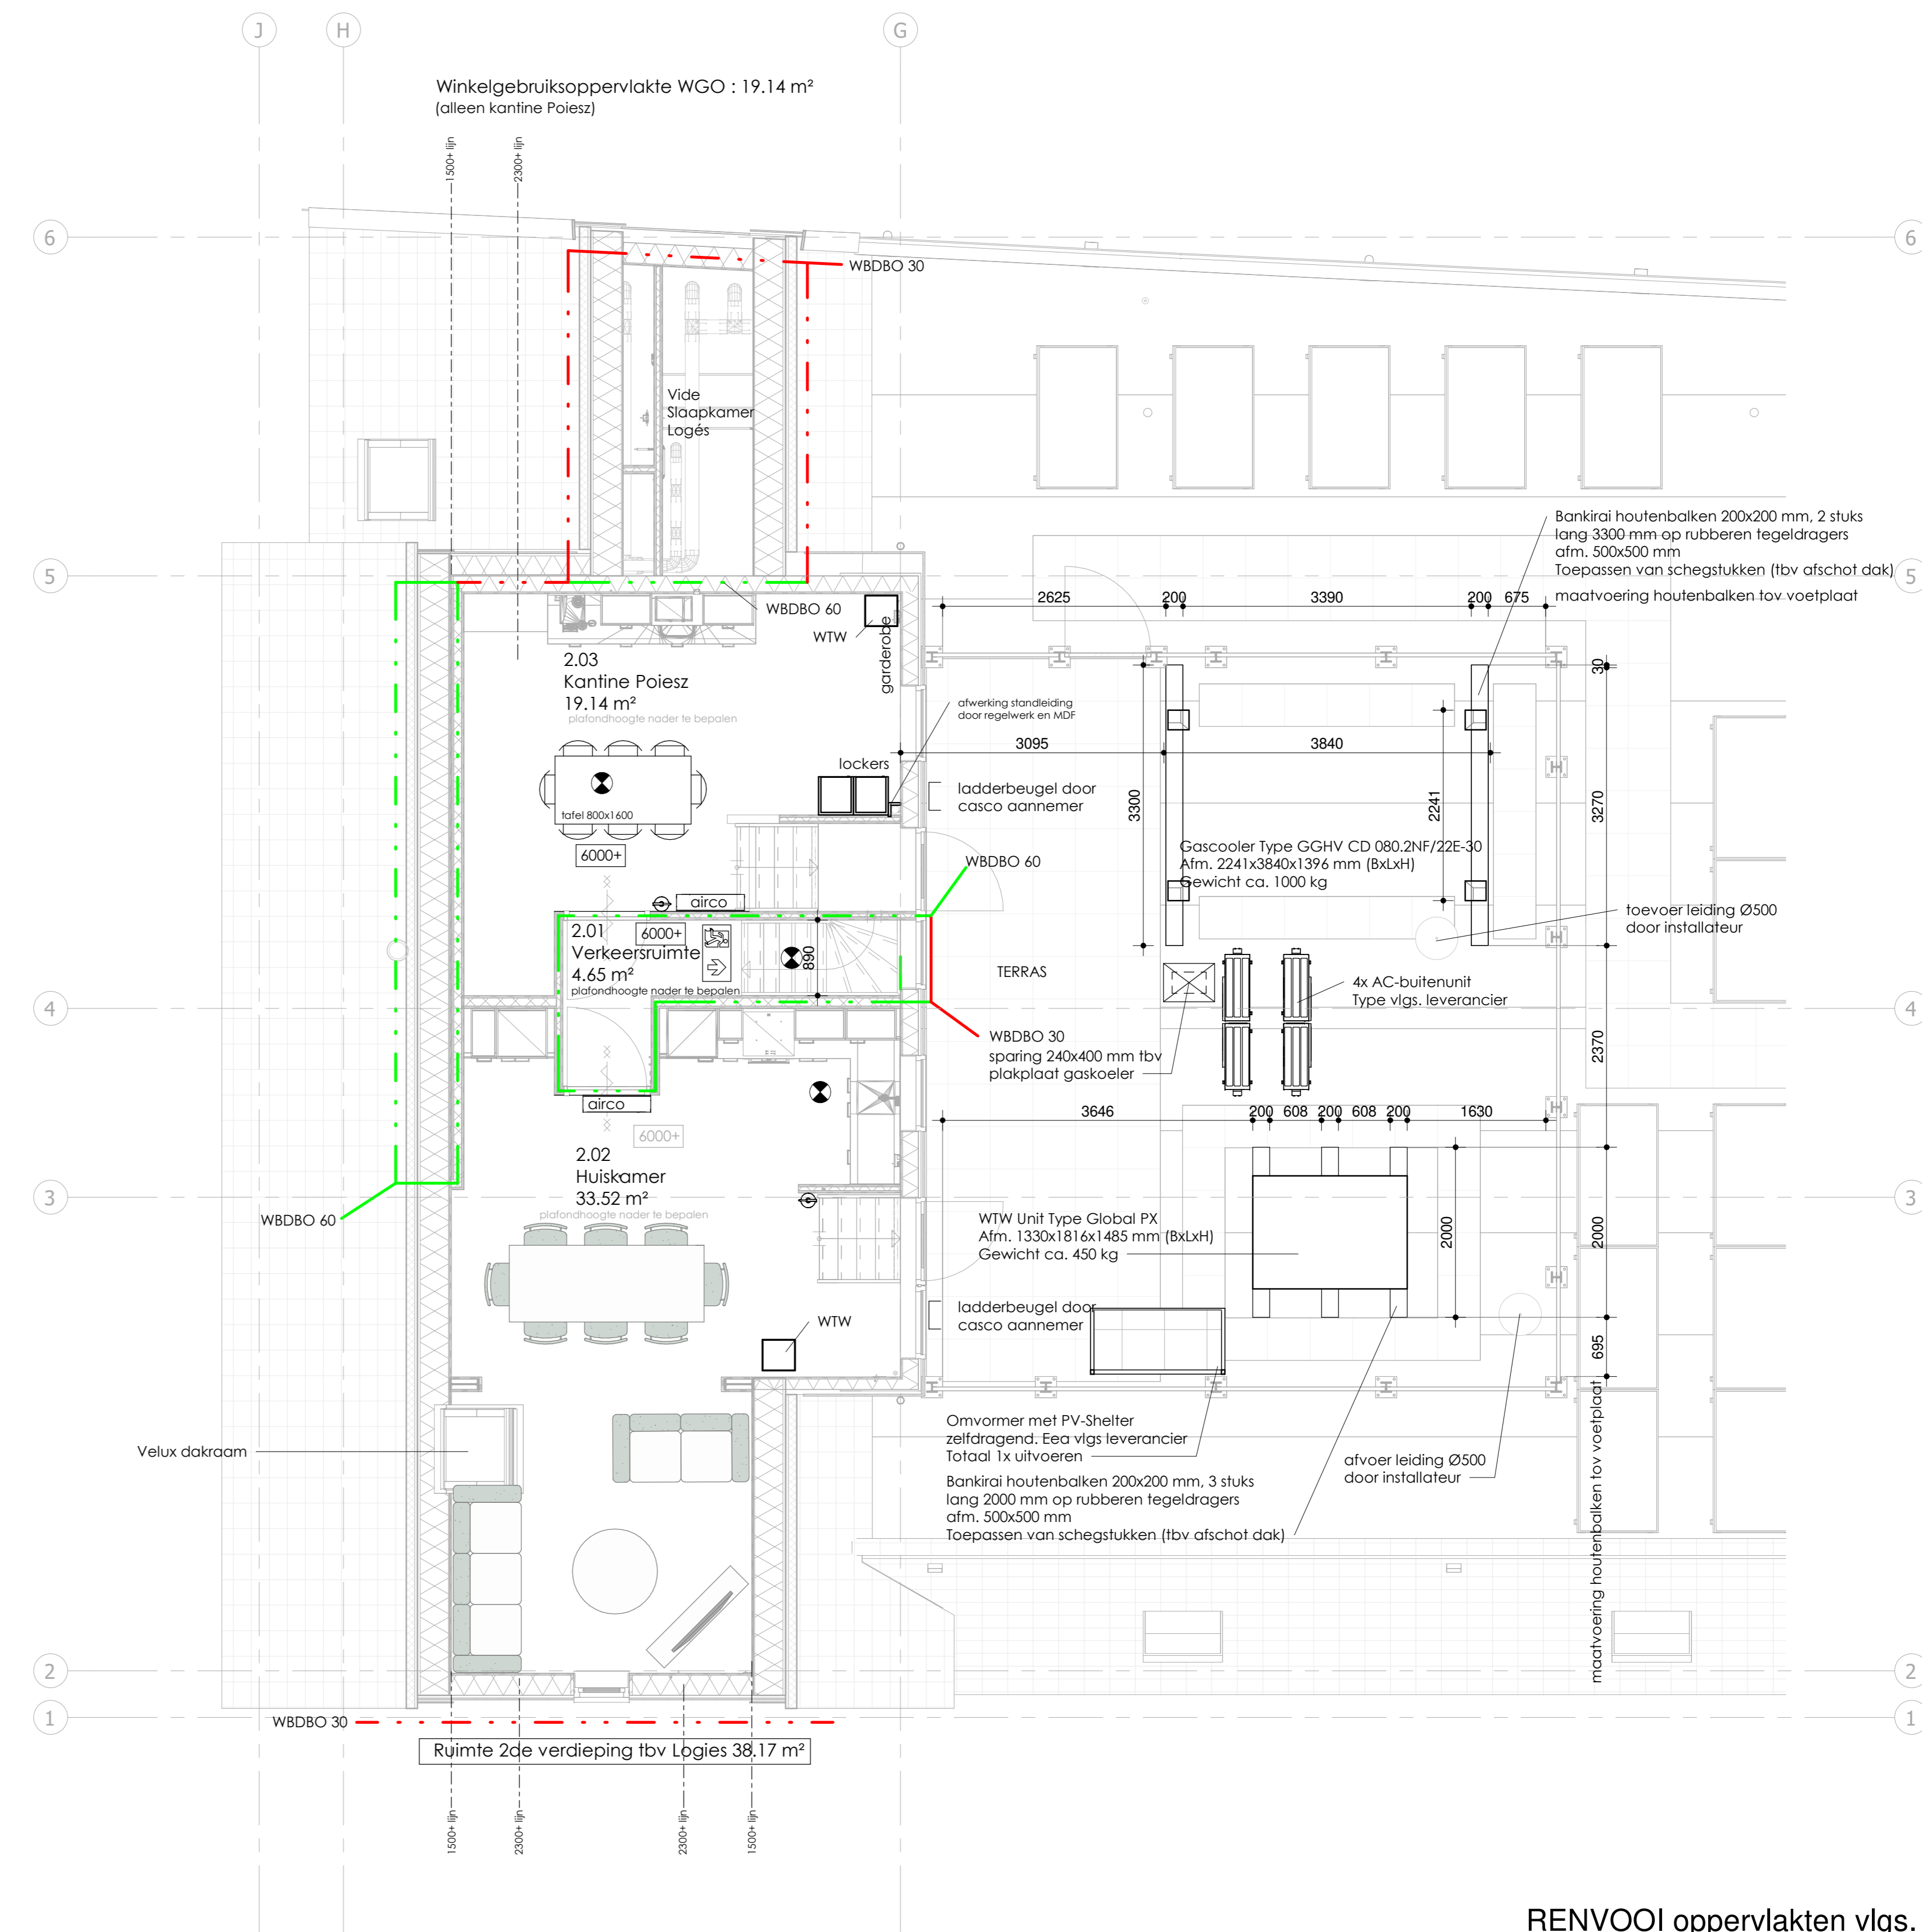 J
H
G
Winkelgebruiksoppervlakte WGO : 19.14 m²
(alleen kantine Poiesz)
1500+ lijn
2300+ lijn
6
6
WBDBO 30
Vide
Slaapkamer
Logés
Bankirai houtenbalken 200x200 mm, 2 stuks
lang 3300 mm op rubberen tegeldragers
afm. 500x500 mm
Toepassen van schegstukken (tbv afschot dak)
maatvoering houtenbalken tov voetplaat
5
5
WBDBO 60
WTW
garderobe
2625
200
3390
200
675
30
2.03
Kantine Poiesz
19.14 m²
plafondhoogte nader te bepalen
afwerking standleiding
door regelwerk en MDF
3095
3840
lockers
ladderbeugel door
casco aannemer
3300
2241
3270
tafel 800x1600
6000+
Gascooler Type GGHV CD 080.2NF/22E-30
Afm. 2241x3840x1396 mm (BxLxH)
Gewicht ca. 1000 kg
WBDBO 60
airco
toevoer leiding Ø500
door installateur
2.01
6000+
Verkeersruimte
4.65 m²
plafondhoogte nader te bepalen
890
TERRAS
4x AC-buitenunit
Type vlgs. leverancier
4
4
WBDBO 30
sparing 240x400 mm tbv
plakplaat gaskoeler
2370
airco
6000+
3646
200
608
200
608
200
1630
2.02
Huiskamer
33.52 m²
plafondhoogte nader te bepalen
3
3
WBDBO 60
WTW Unit Type Global PX
Afm. 1330x1816x1485 mm (BxLxH)
Gewicht ca. 450 kg
2000
2000
ladderbeugel door
casco aannemer
WTW
695
Velux dakraam
Omvormer met PV-Shelter
zelfdragend. Eea vlgs leverancier
Totaal 1x uitvoeren
afvoer leiding Ø500
door installateur
Bankirai houtenbalken 200x200 mm, 3 stuks
lang 2000 mm op rubberen tegeldragers
afm. 500x500 mm
Toepassen van schegstukken (tbv afschot dak)
maatvoering houtenbalken tov voetplaat
2
2
1
1
WBDBO 30
Ruimte 2de verdieping tbv Logies 38.17 m²
1500+ lijn
2300+ lijn
2300+ lijn
1500+ lijn
RENVOOI oppervlakten vlgs.